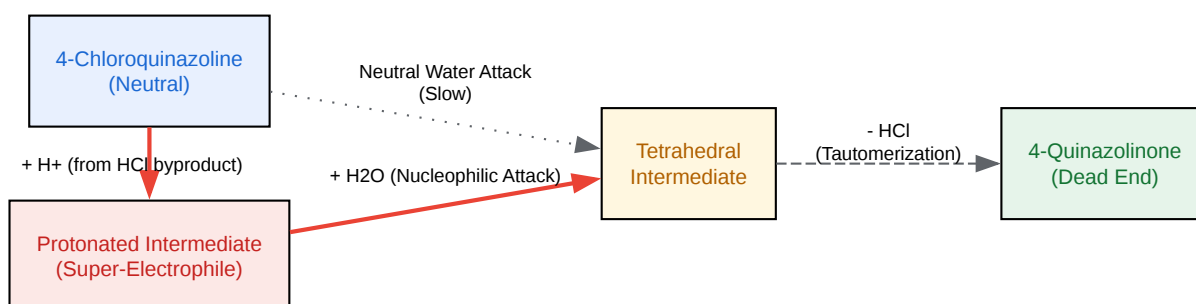 4-Chloroquinazoline
(Neutral)
Neutral Water Attack
(Slow)
+ H+ (from HCl byproduct)
+ H2O (Nucleophilic Attack)
Tetrahedral
Intermediate
- HCl
(Tautomerization)
4-Quinazolinone
(Dead End)
Protonated Intermediate
(Super-Electrophile)